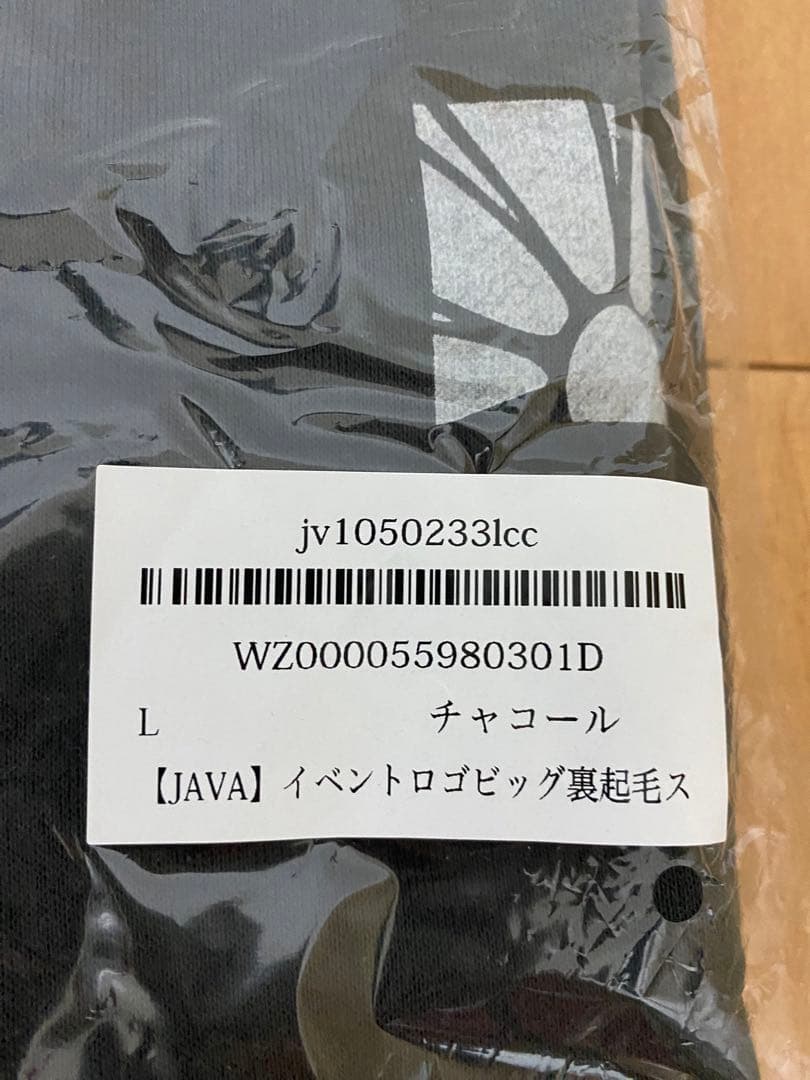 jv1050233lcc
WZ000055980301D
L チャコール
【JAVA】イベントロゴビッグ裏起毛ス